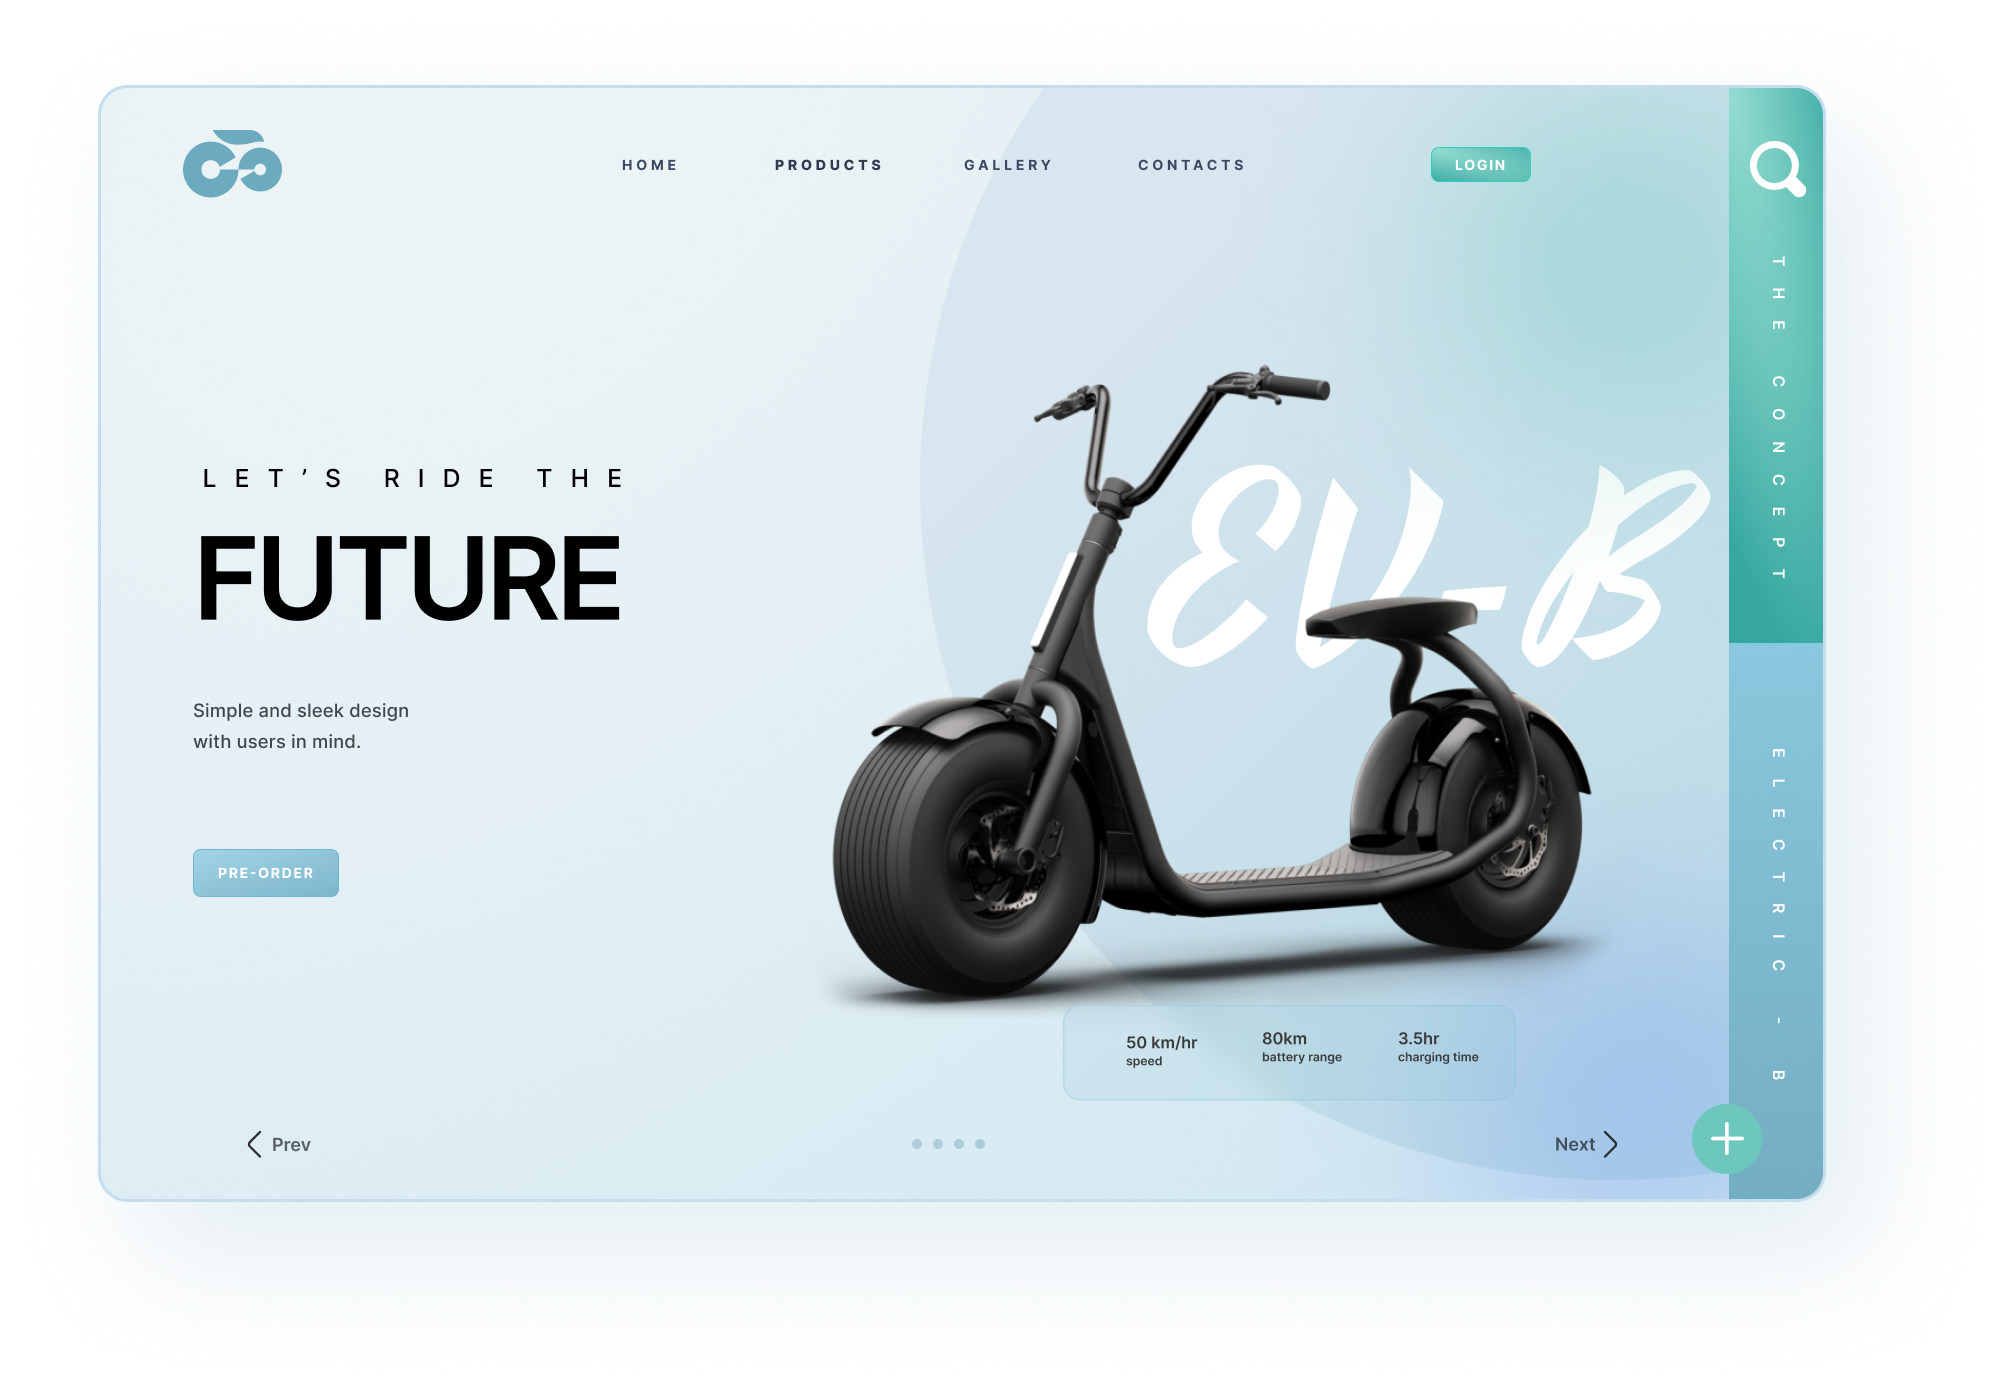 HOME
PRODUCTS
GALLERY
CONTACTS
LOGIN
LET’S RIDE THE
FUTURE
Simple and sleek design
with users in mind.
PRE-ORDER
EV-B
50 km/hr
speed
80km
battery range
3.5hr
charging time
Prev
Next
THE CONCEPT
ELECTRIC - B